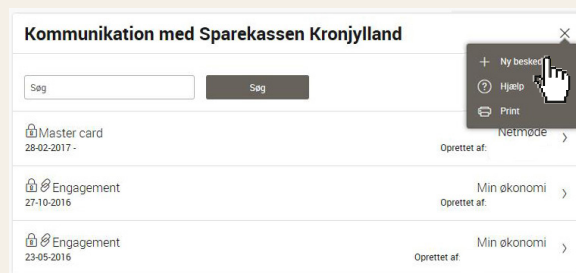 Kommunikation med Sparekassen Kronjylland
Ny besked
Søg Søg
Hjælp
Print
Master card Netmøde
28-02-2017 - Oprettet af:
Engagement Min økonomi
27-10-2016 Oprettet af:
Engagement Min økonomi
23-05-2016 Oprettet af